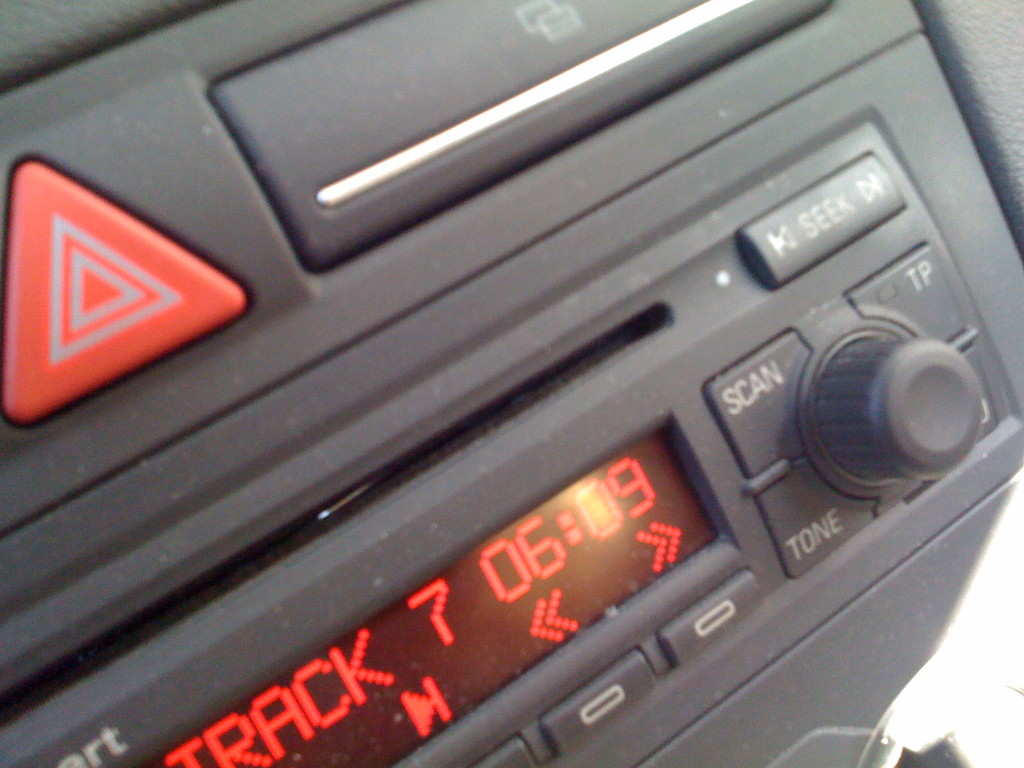 SEEK
TP
SCAN
TONE
TRACK 7 06:09